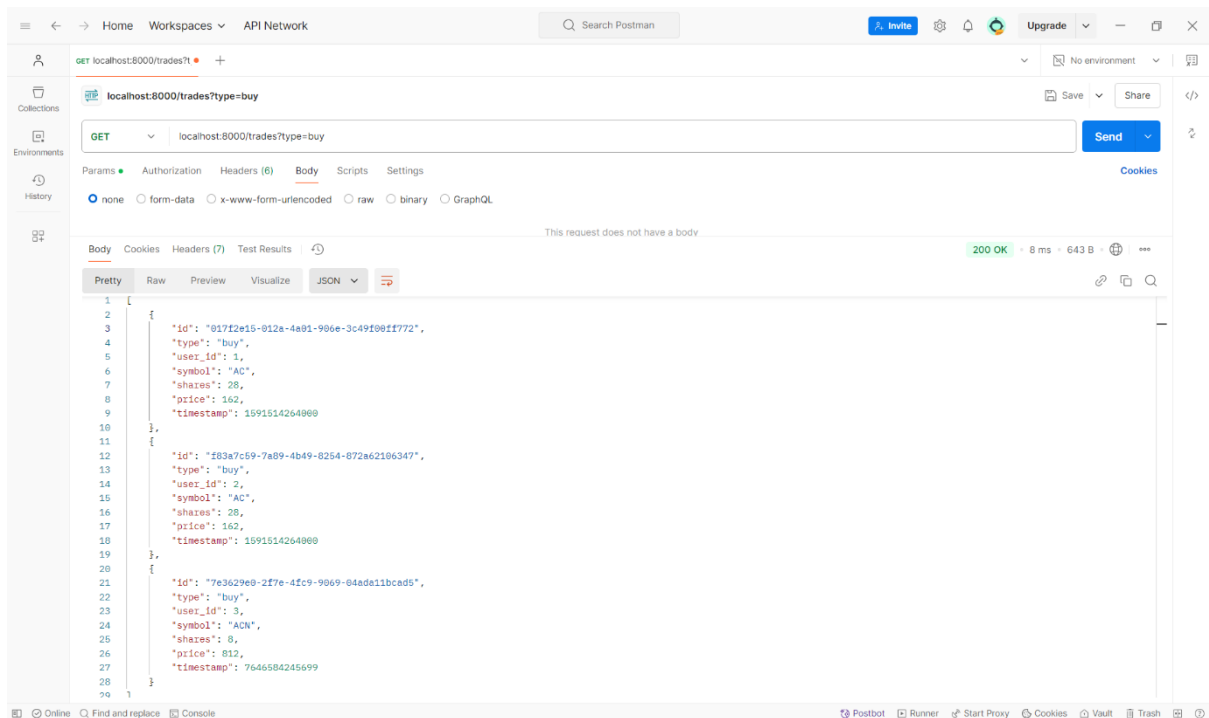 Home Workspaces API Network Search Postman Invite Upgrade
GET localhost:8000/trades?t No environment
HTTP localhost:8000/trades?type=buy Save Share
Collections
GET localhost:8000/trades?type=buy Send
Environments
Params Authorization Headers (6) Body Scripts Settings Cookies
History
none form-data x-www-form-urlencoded raw binary GraphQL
This request does not have a body
Body Cookies Headers (7) Test Results 200 OK 8 ms 643 B
Pretty Raw Preview Visualize JSON
1 [
2 {
3 "id": "017f2e15-012a-4a01-906e-3c49f00ff772",
4 "type": "buy",
5 "user_id": 1,
6 "symbol": "AC",
7 "shares": 28,
8 "price": 162,
9 "timestamp": 1591514264000
10 },
11 {
12 "id": "f83a7c59-7a89-4b49-8254-872a62106347",
13 "type": "buy",
14 "user_id": 2,
15 "symbol": "AC",
16 "shares": 28,
17 "price": 162,
18 "timestamp": 1591514264000
19 },
20 {
21 "id": "7e3629e0-2f7e-4fc9-9069-04ada11bcad5",
22 "type": "buy",
23 "user_id": 3,
24 "symbol": "ACN",
25 "shares": 8,
26 "price": 812,
27 "timestamp": 7646584245699
28 }
29 ]
Online Find and replace Console Postbot Runner Start Proxy Cookies Vault Trash